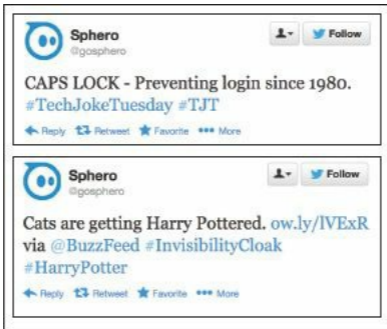 Sphero
@gosphero
Follow
CAPS LOCK - Preventing login since 1980.
#TechJokeTuesday #TJT
Reply Retweet Favorite More
Sphero
@gosphero
Follow
Cats are getting Harry Pottered. ow.ly/lVExR
via @BuzzFeed #InvisibilityCloak
#HarryPotter
Reply Retweet Favorite More